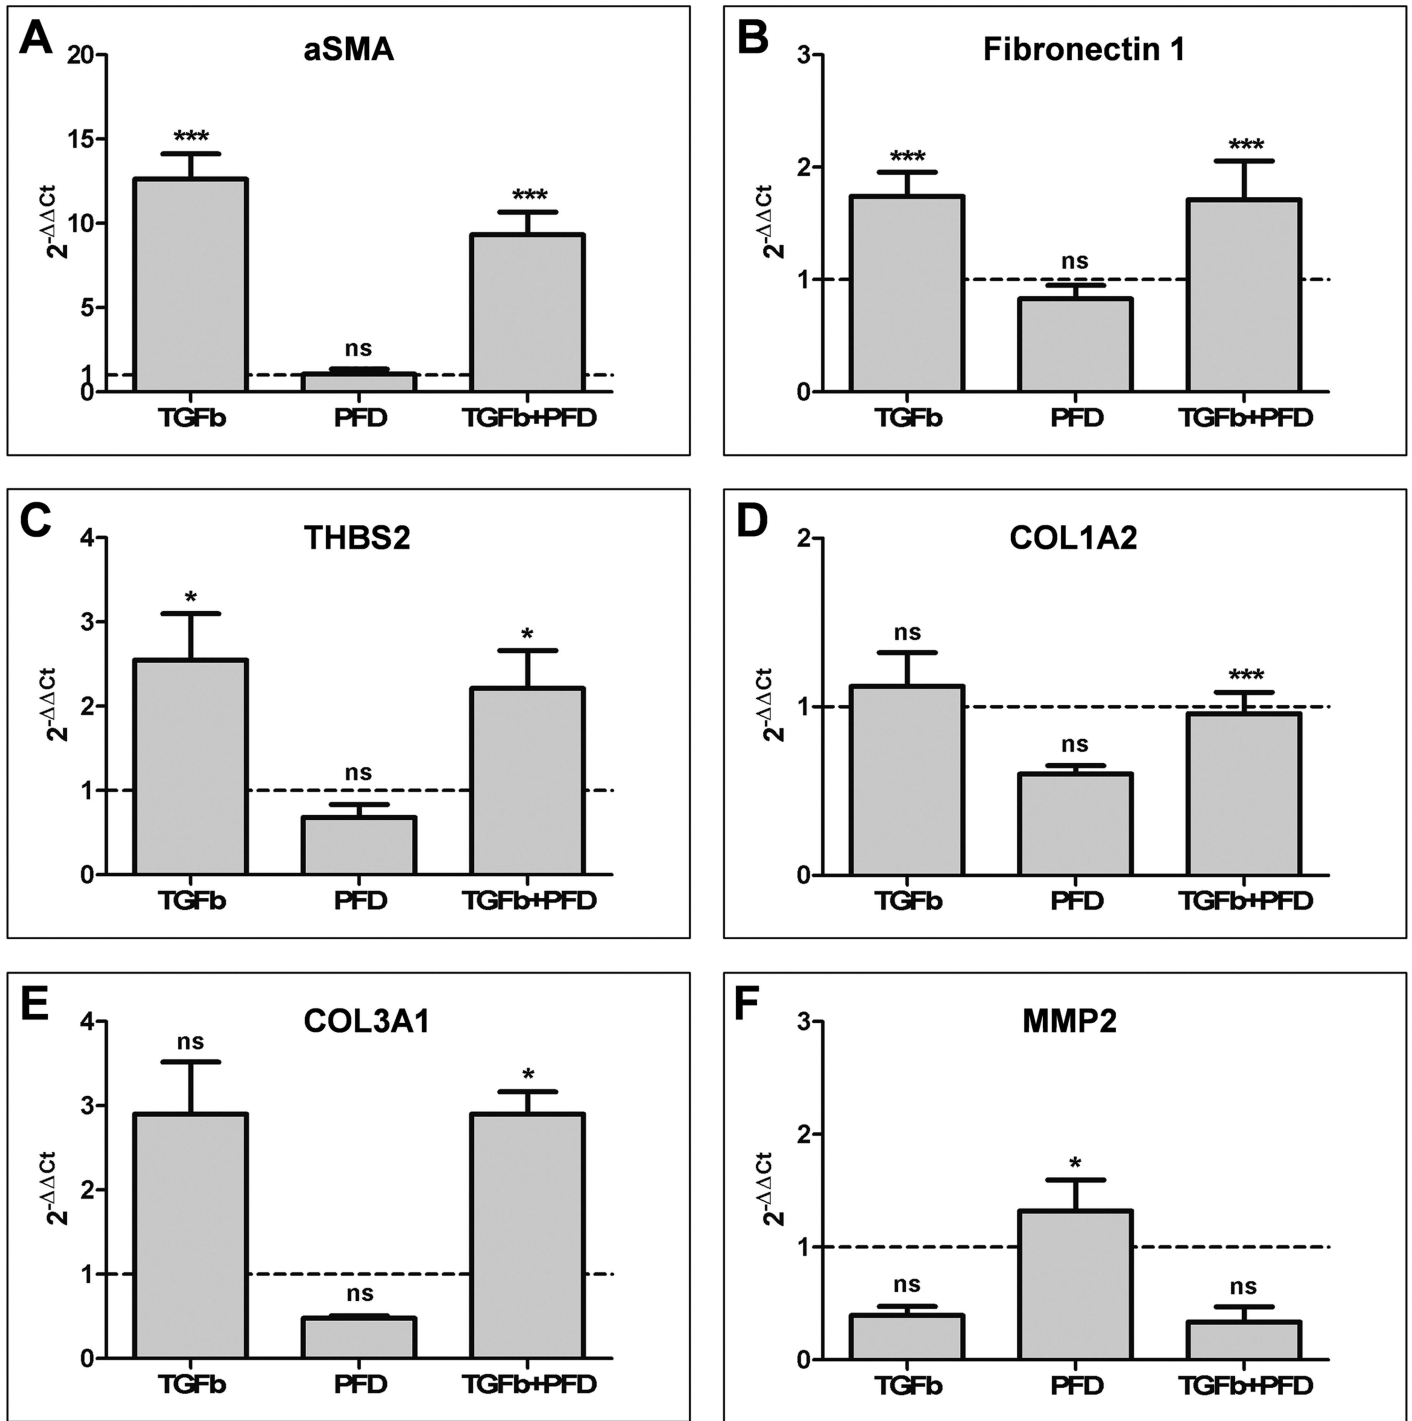 A
aSMA
20
15
10
5
1
0
2-ΔΔCt
***
ns
***
TGFb PFD TGFb+PFD
B
Fibronectin 1
3
2
1
0
2-ΔΔCt
***
ns
***
TGFb PFD TGFb+PFD
C
THBS2
4
3
2
1
0
2-ΔΔCt
*
ns
*
TGFb PFD TGFb+PFD
D
COL1A2
2
1
0
2-ΔΔCt
ns
ns
***
TGFb PFD TGFb+PFD
E
COL3A1
4
3
2
1
0
2-ΔΔCt
ns
ns
*
TGFb PFD TGFb+PFD
F
MMP2
3
2
1
0
2-ΔΔCt
ns
*
ns
TGFb PFD TGFb+PFD